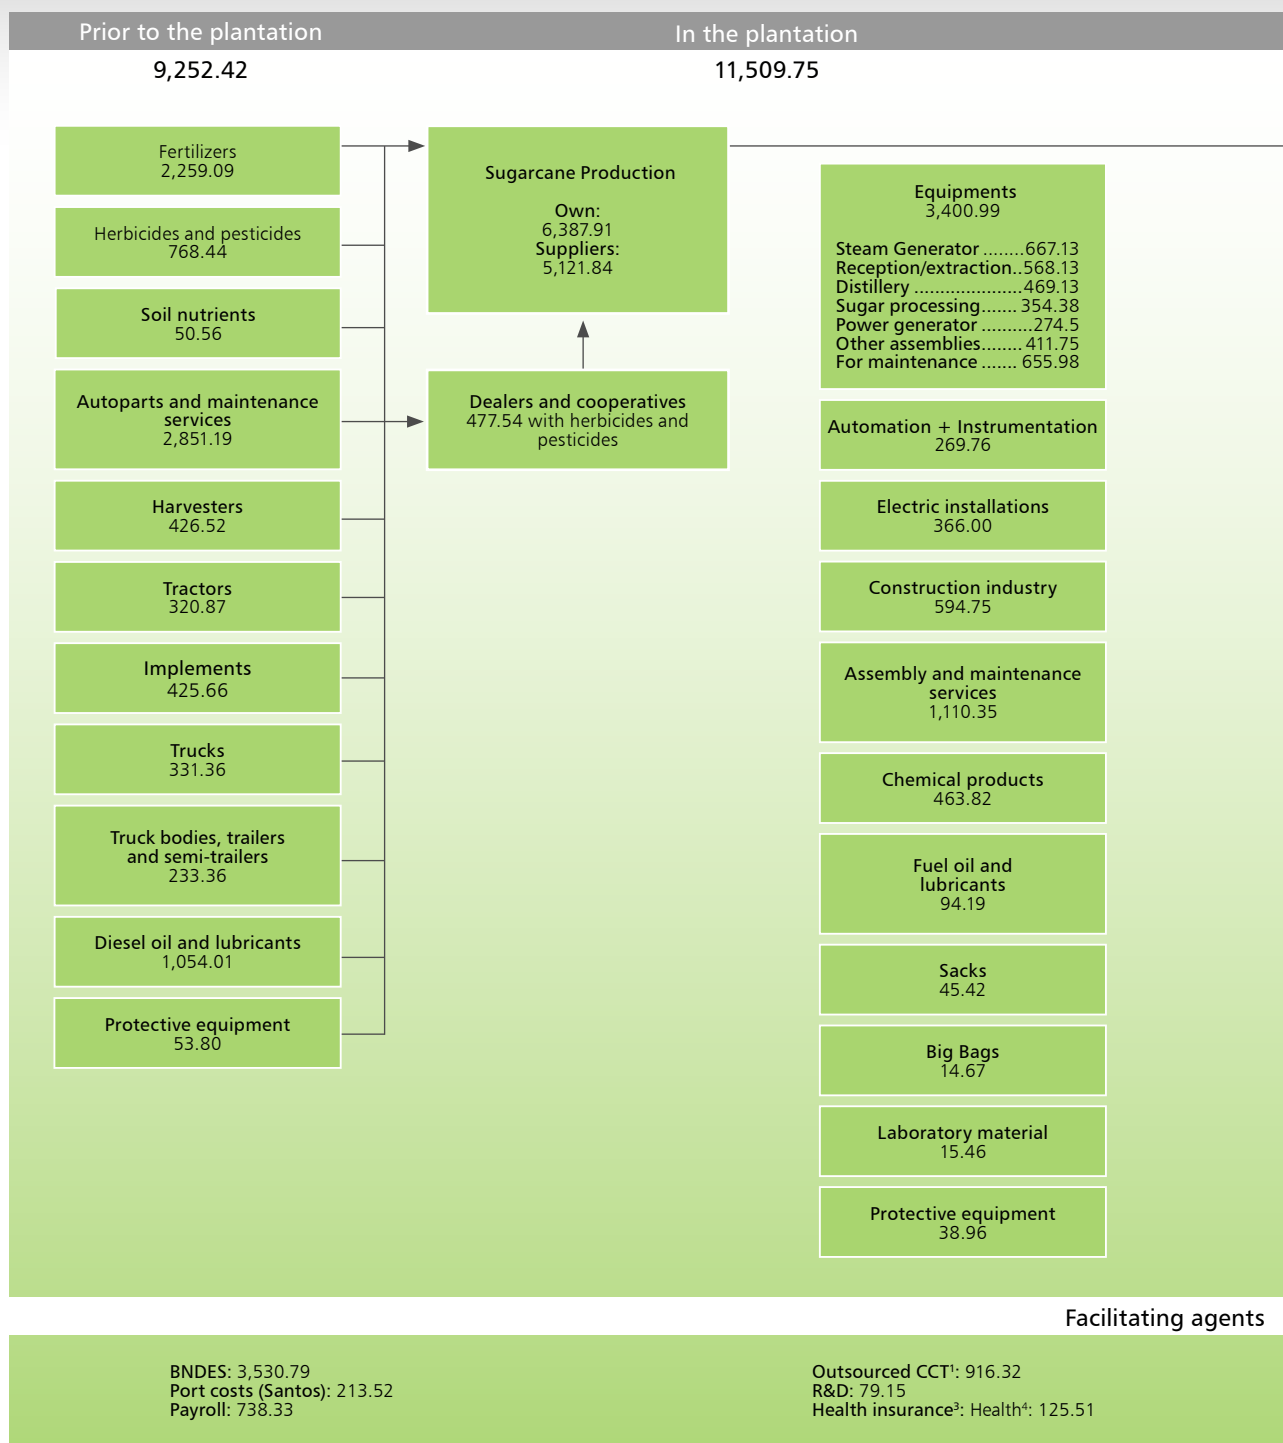 Prior to the plantation
In the plantation
9,252.42
11,509.75
Fertilizers
2,259.09
Herbicides and pesticides
768.44
Soil nutrients
50.56
Autoparts and maintenance
services
2,851.19
Harvesters
426.52
Tractors
320.87
Implements
425.66
Trucks
331.36
Truck bodies, trailers
and semi-trailers
233.36
Diesel oil and lubricants
1,054.01
Protective equipment
53.80
Sugarcane Production
Own:
6,387.91
Suppliers:
5,121.84
Dealers and cooperatives
477.54 with herbicides and
pesticides
Equipments
3,400.99
Steam Generator ........667.13
Reception/extraction..568.13
Distillery .....................469.13
Sugar processing....... 354.38
Power generator ..........274.5
Other assemblies........ 411.75
For maintenance ....... 655.98
Automation + Instrumentation
269.76
Electric installations
366.00
Construction industry
594.75
Assembly and maintenance
services
1,110.35
Chemical products
463.82
Fuel oil and
lubricants
94.19
Sacks
45.42
Big Bags
14.67
Laboratory material
15.46
Protective equipment
38.96
Facilitating agents
BNDES: 3,530.79
Port costs (Santos): 213.52
Payroll: 738.33
Outsourced CCT¹: 916.32
R&D: 79.15
Health insurance³: Health⁴: 125.51